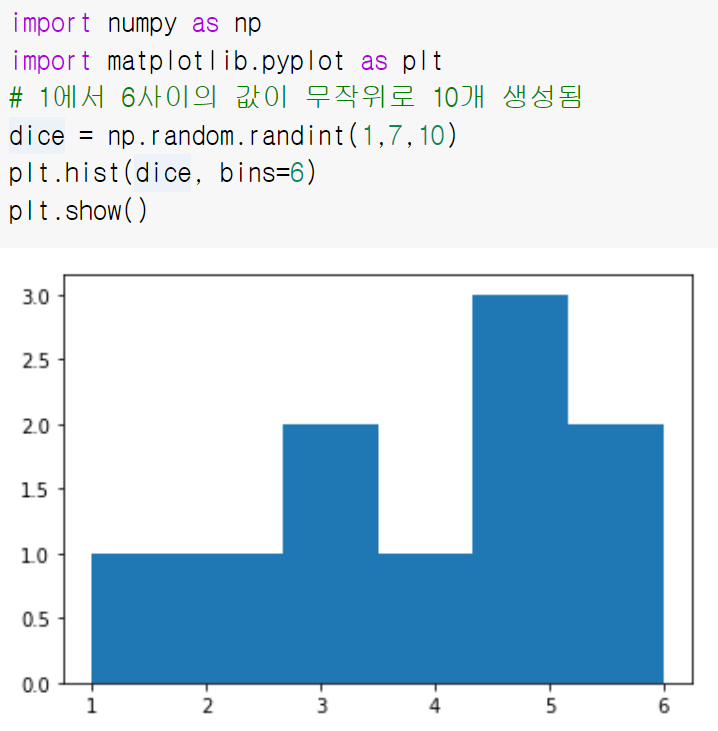 import numpy as np
import matplotlib.pyplot as plt
# 1에서 6사이의 값이 무작위로 10개 생성됨
dice = np.random.randint(1,7,10)
plt.hist(dice, bins=6)
plt.show()
3.0
2.5
2.0
1.5
1.0
0.5
0.0
1 2 3 4 5 6